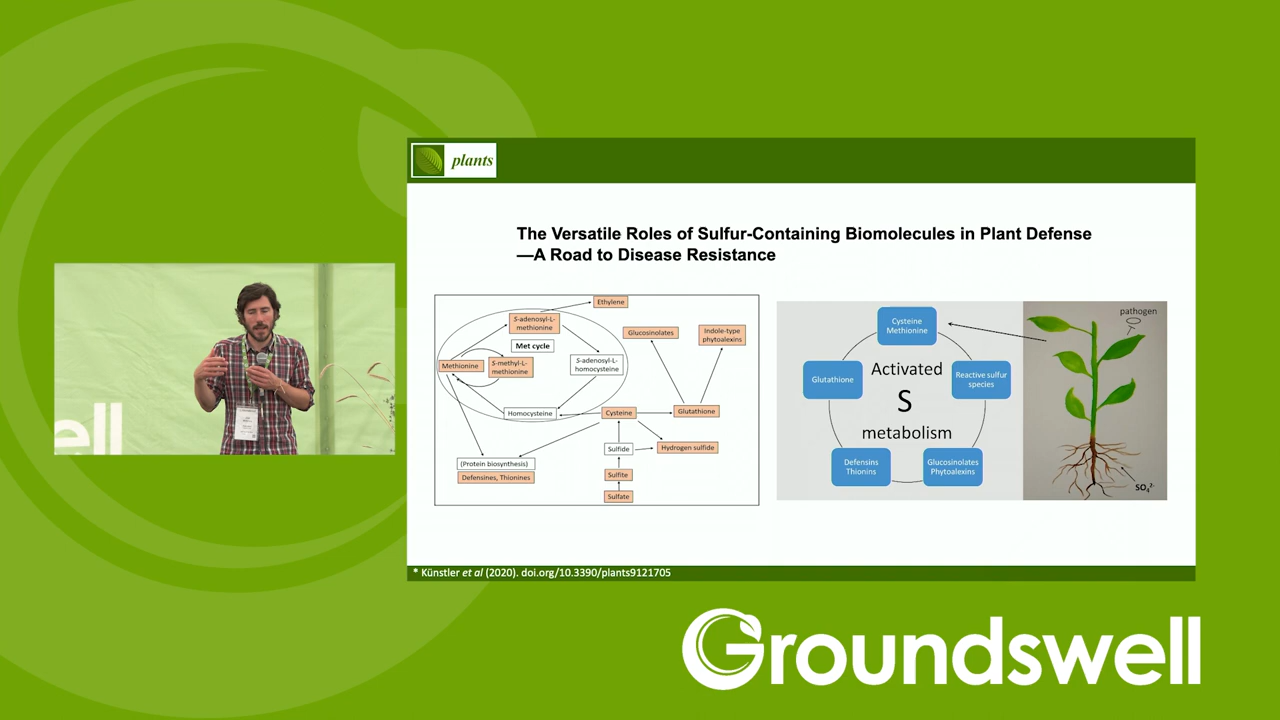 plants
The Versatile Roles of Sulfur-Containing Biomolecules in Plant Defense
—A Road to Disease Resistance
Ethylene
S-adenosyl-L-
methionine
Met cycle
Methionine
S-methyl-L-
methionine
S-adenosyl-L-
homocysteine
Homocysteine
Glucosinolates
Indole-type
phytoalexins
Cysteine
Glutathione
Sulfide
Hydrogen sulfide
(Protein biosynthesis)
Defensines, Thionines
Sulfite
Sulfate
Cysteine
Methionine
Glutathione
Activated
S
metabolism
Reactive sulfur
species
Defensins
Thionins
Glucosinolates
Phytoalexins
pathogen
SO₄²⁻
ell
* Künstler et al (2020). doi.org/10.3390/plants9121705
Groundswell